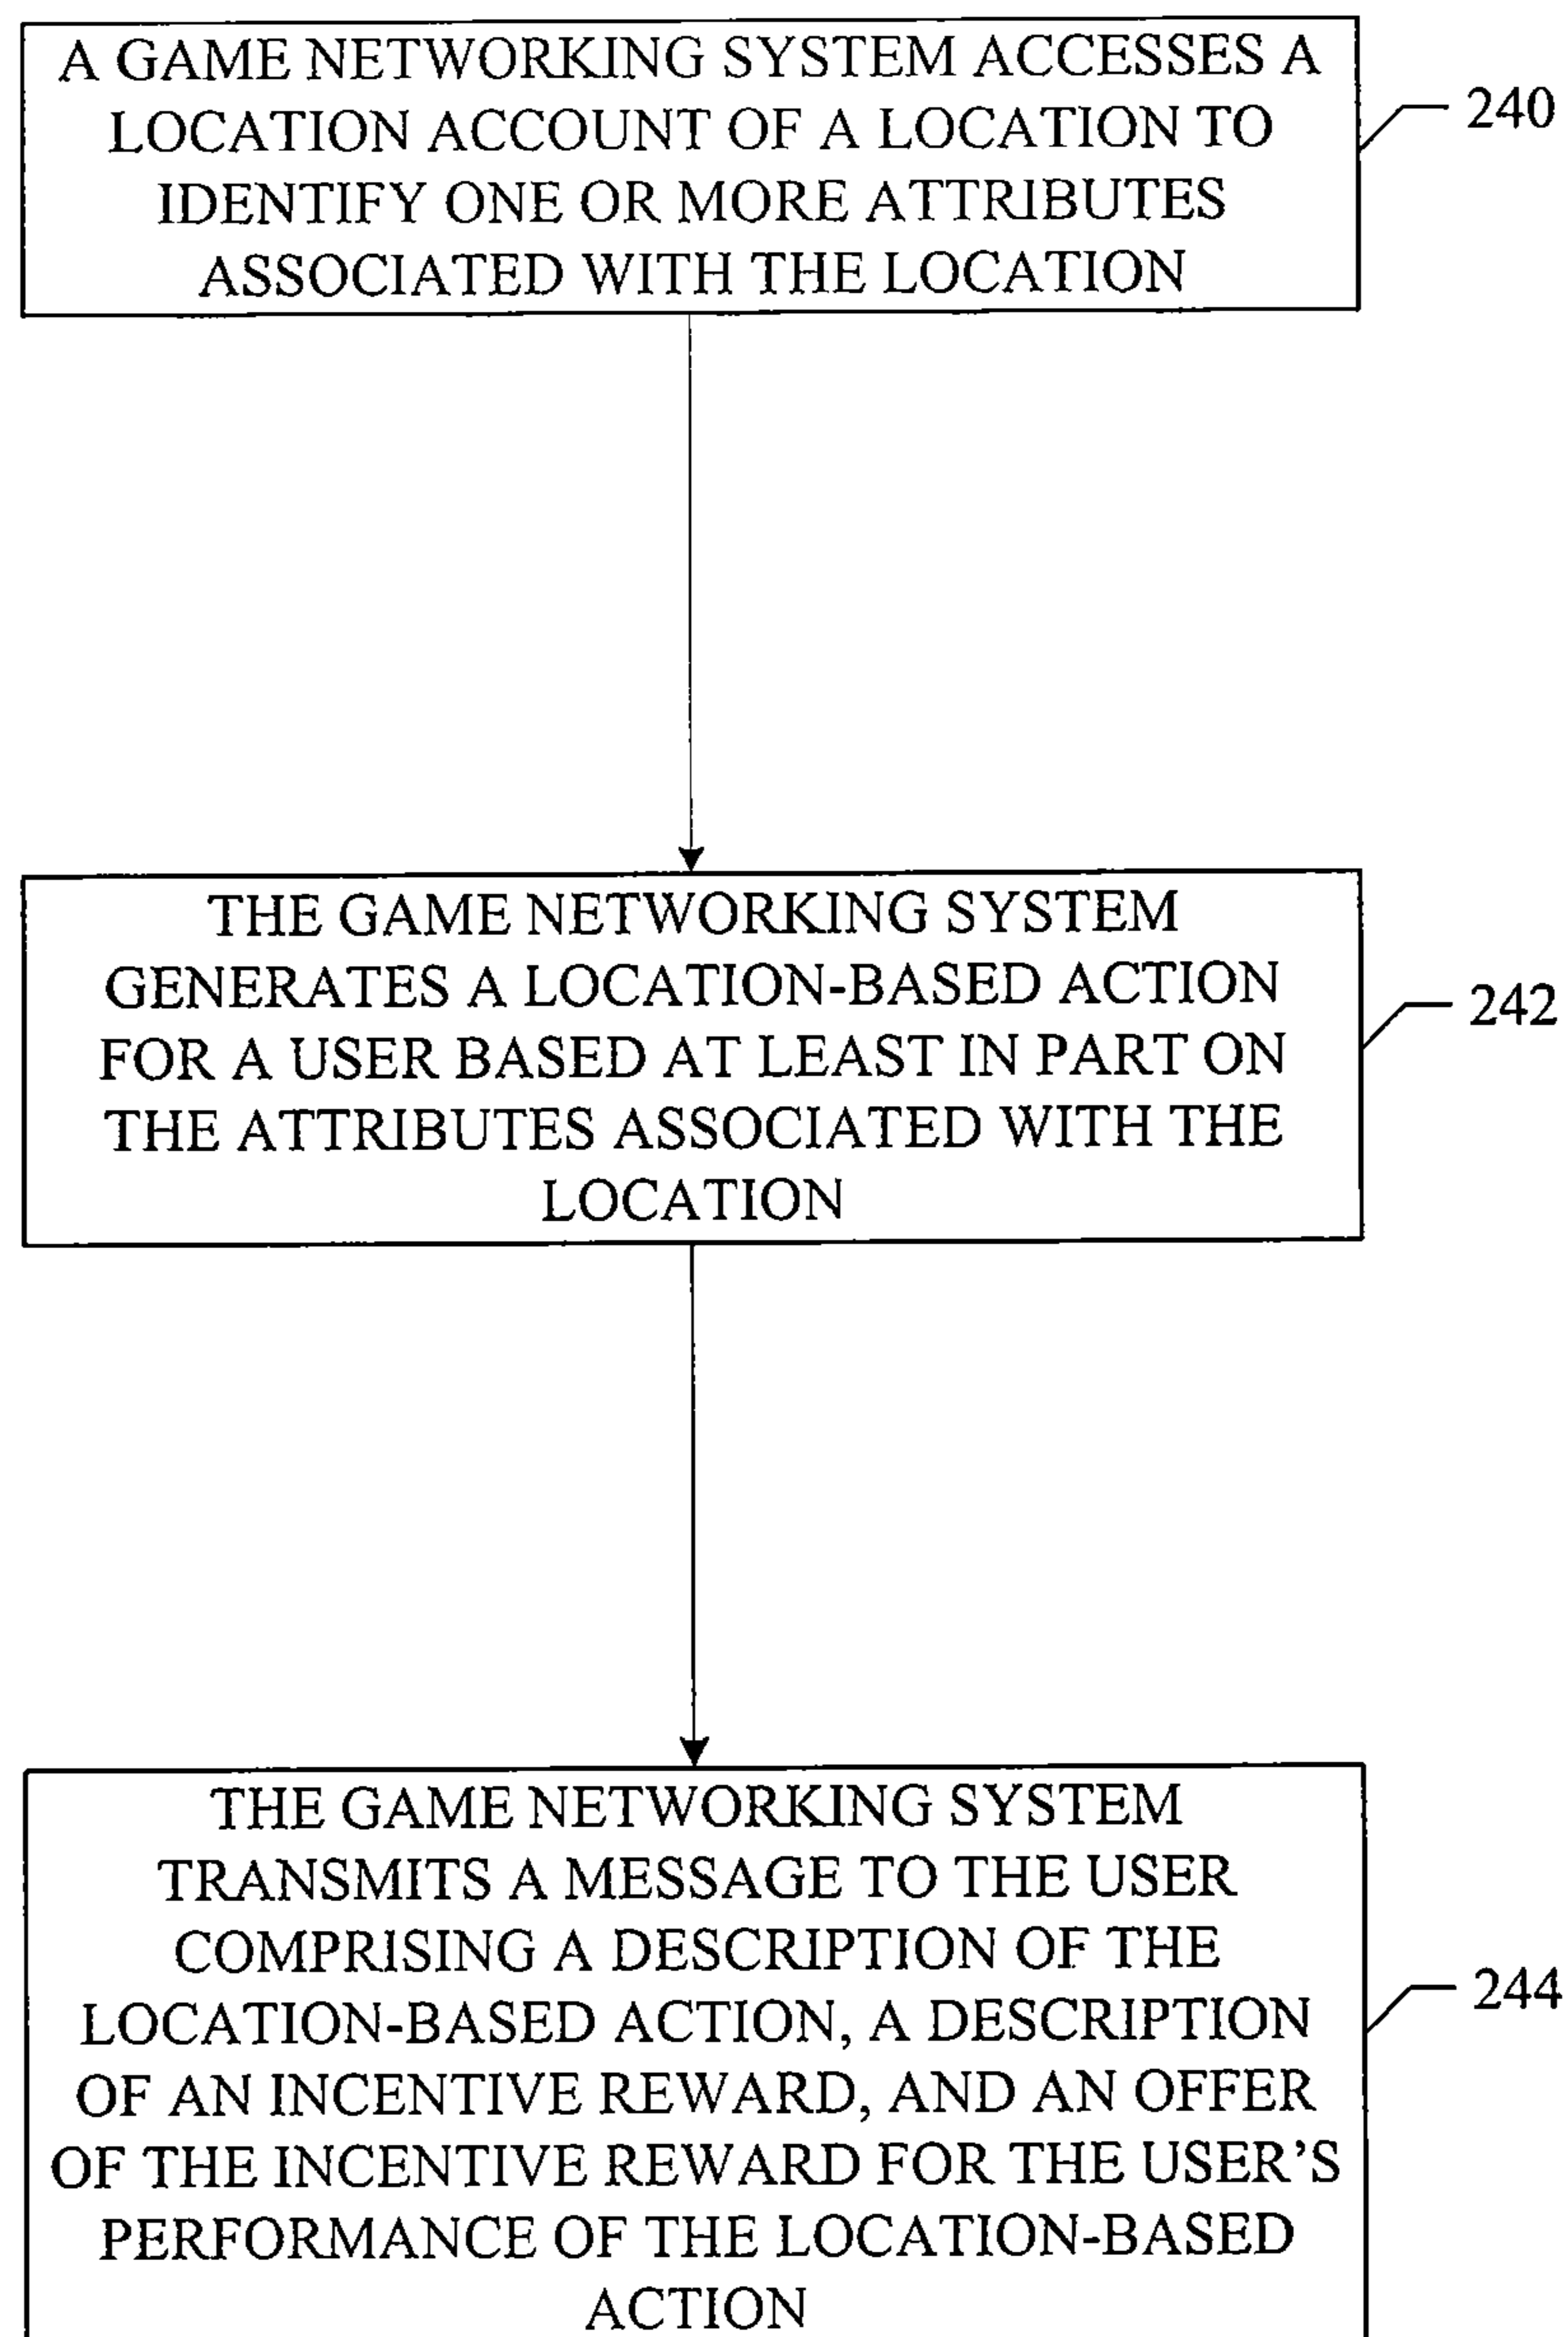 A GAME NETWORKING SYSTEM ACCESSES A
LOCATION ACCOUNT OF A LOCATION TO
IDENTIFY ONE OR MORE ATTRIBUTES
ASSOCIATED WITH THE LOCATION
240
THE GAME NETWORKING SYSTEM
GENERATES A LOCATION-BASED ACTION
FOR A USER BASED AT LEAST IN PART ON
THE ATTRIBUTES ASSOCIATED WITH THE
LOCATION
242
THE GAME NETWORKING SYSTEM
TRANSMITS A MESSAGE TO THE USER
COMPRISING A DESCRIPTION OF THE
LOCATION-BASED ACTION, A DESCRIPTION
OF AN INCENTIVE REWARD, AND AN OFFER
OF THE INCENTIVE REWARD FOR THE USER'S
PERFORMANCE OF THE LOCATION-BASED
ACTION
244